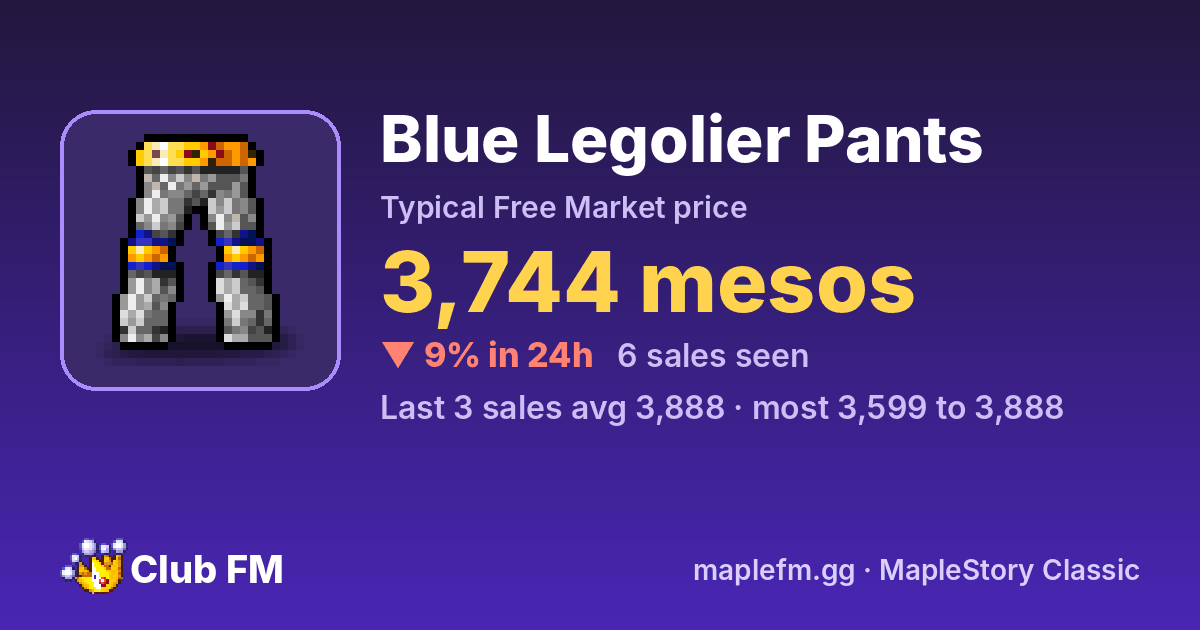 Blue Legolier Pants
Typical Free Market price
3,744 mesos
▼ 9% in 24h 6 sales seen
Last 3 sales avg 3,888 · most 3,599 to 3,888
Club FM
maplefm.gg · MapleStory Classic